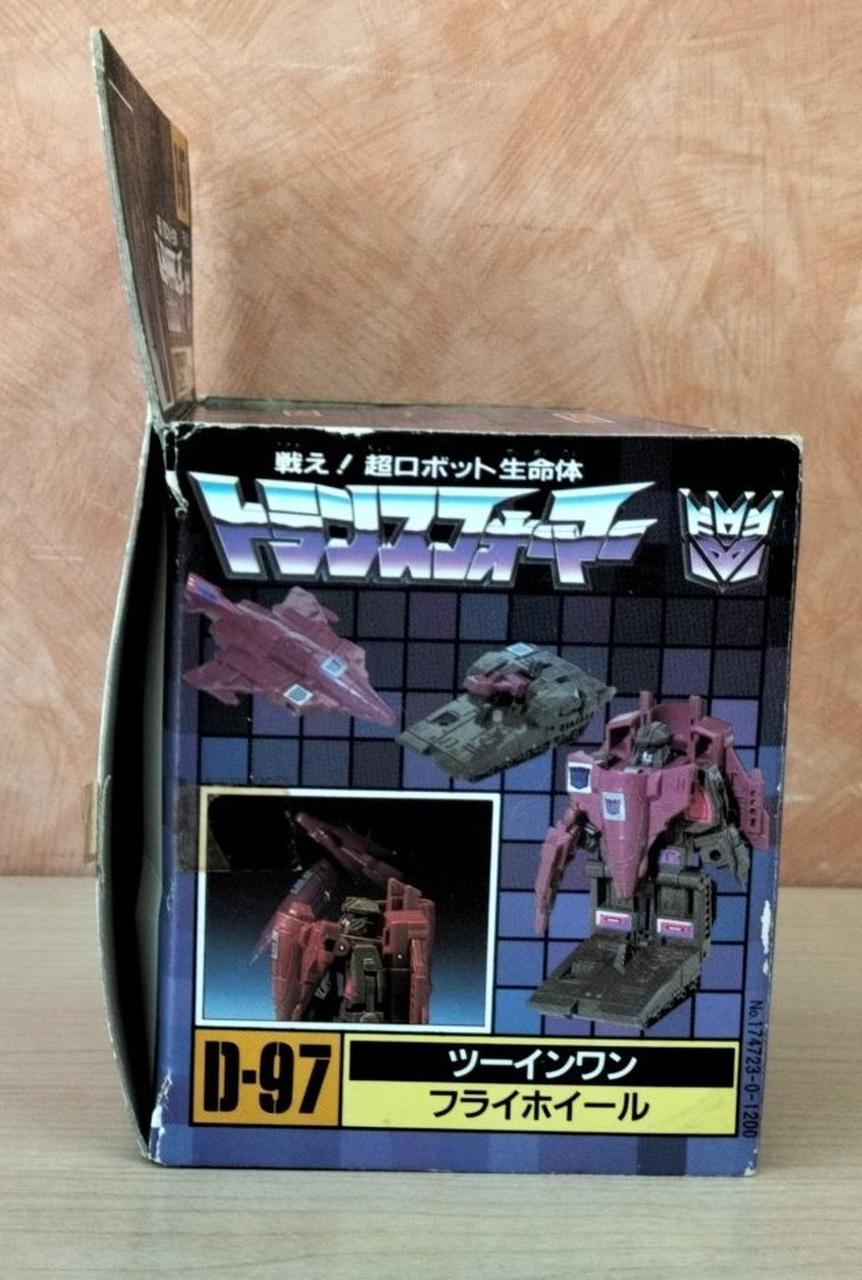 戦え!超ロボット生命体
トランスフォーマー
D-97
ツーインワン
フライホイール
No.174723-0-1200